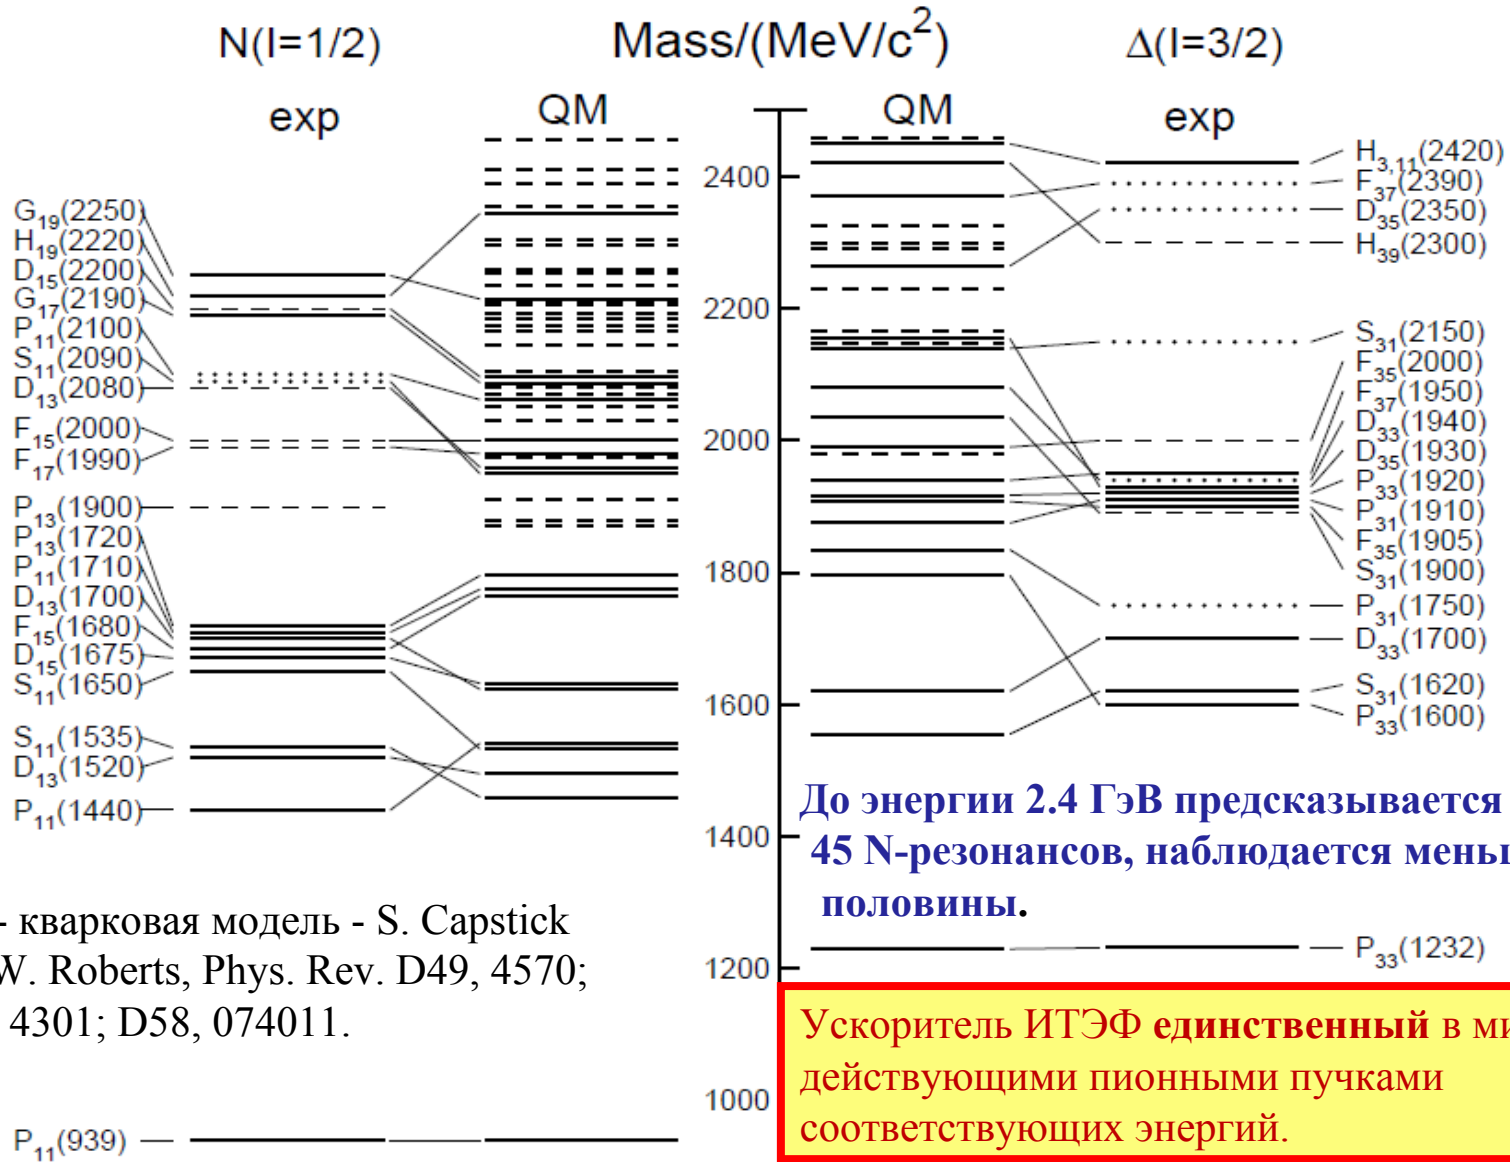 N(I=1/2) Mass/(MeV/c²) Δ(I=3/2)
exp QM QM exp
G₁₉(2250)
H₁₉(2220)
D₁₅(2200)
G₁₇(2190)
P₁₁(2100)
S₁₁(2090)
D₁₃(2080)
F₁₅(2000)
F₁₇(1990)
P₁₃(1900)
P₁₃(1720)
P₁₁(1710)
D₁₃(1700)
F₁₅(1680)
D₁₅(1675)
S₁₁(1650)
S₁₁(1535)
D₁₃(1520)
P₁₁(1440)
P₁₁(939)
2400
2200
2000
1800
1600
1400
1200
1000
H₃,₁₁(2420)
F₃₇(2390)
D₃₅(2350)
H₃₉(2300)
S₃₁(2150)
F₃₅(2000)
F₃₇(1950)
D₃₃(1940)
D₃₅(1930)
P₃₃(1920)
P₃₁(1910)
F₃₅(1905)
S₃₁(1900)
P₃₁(1750)
D₃₃(1700)
S₃₁(1620)
P₃₃(1600)
P₃₃(1232)
До энергии 2.4 ГэВ предсказывается
45 N-резонансов, наблюдается мень
половины.
- кварковая модель - S. Capstick
W. Roberts, Phys. Rev. D49, 4570;
4301; D58, 074011.
Ускоритель ИТЭФ единственный в ми
действующими пионными пучками
соответствующих энергий.